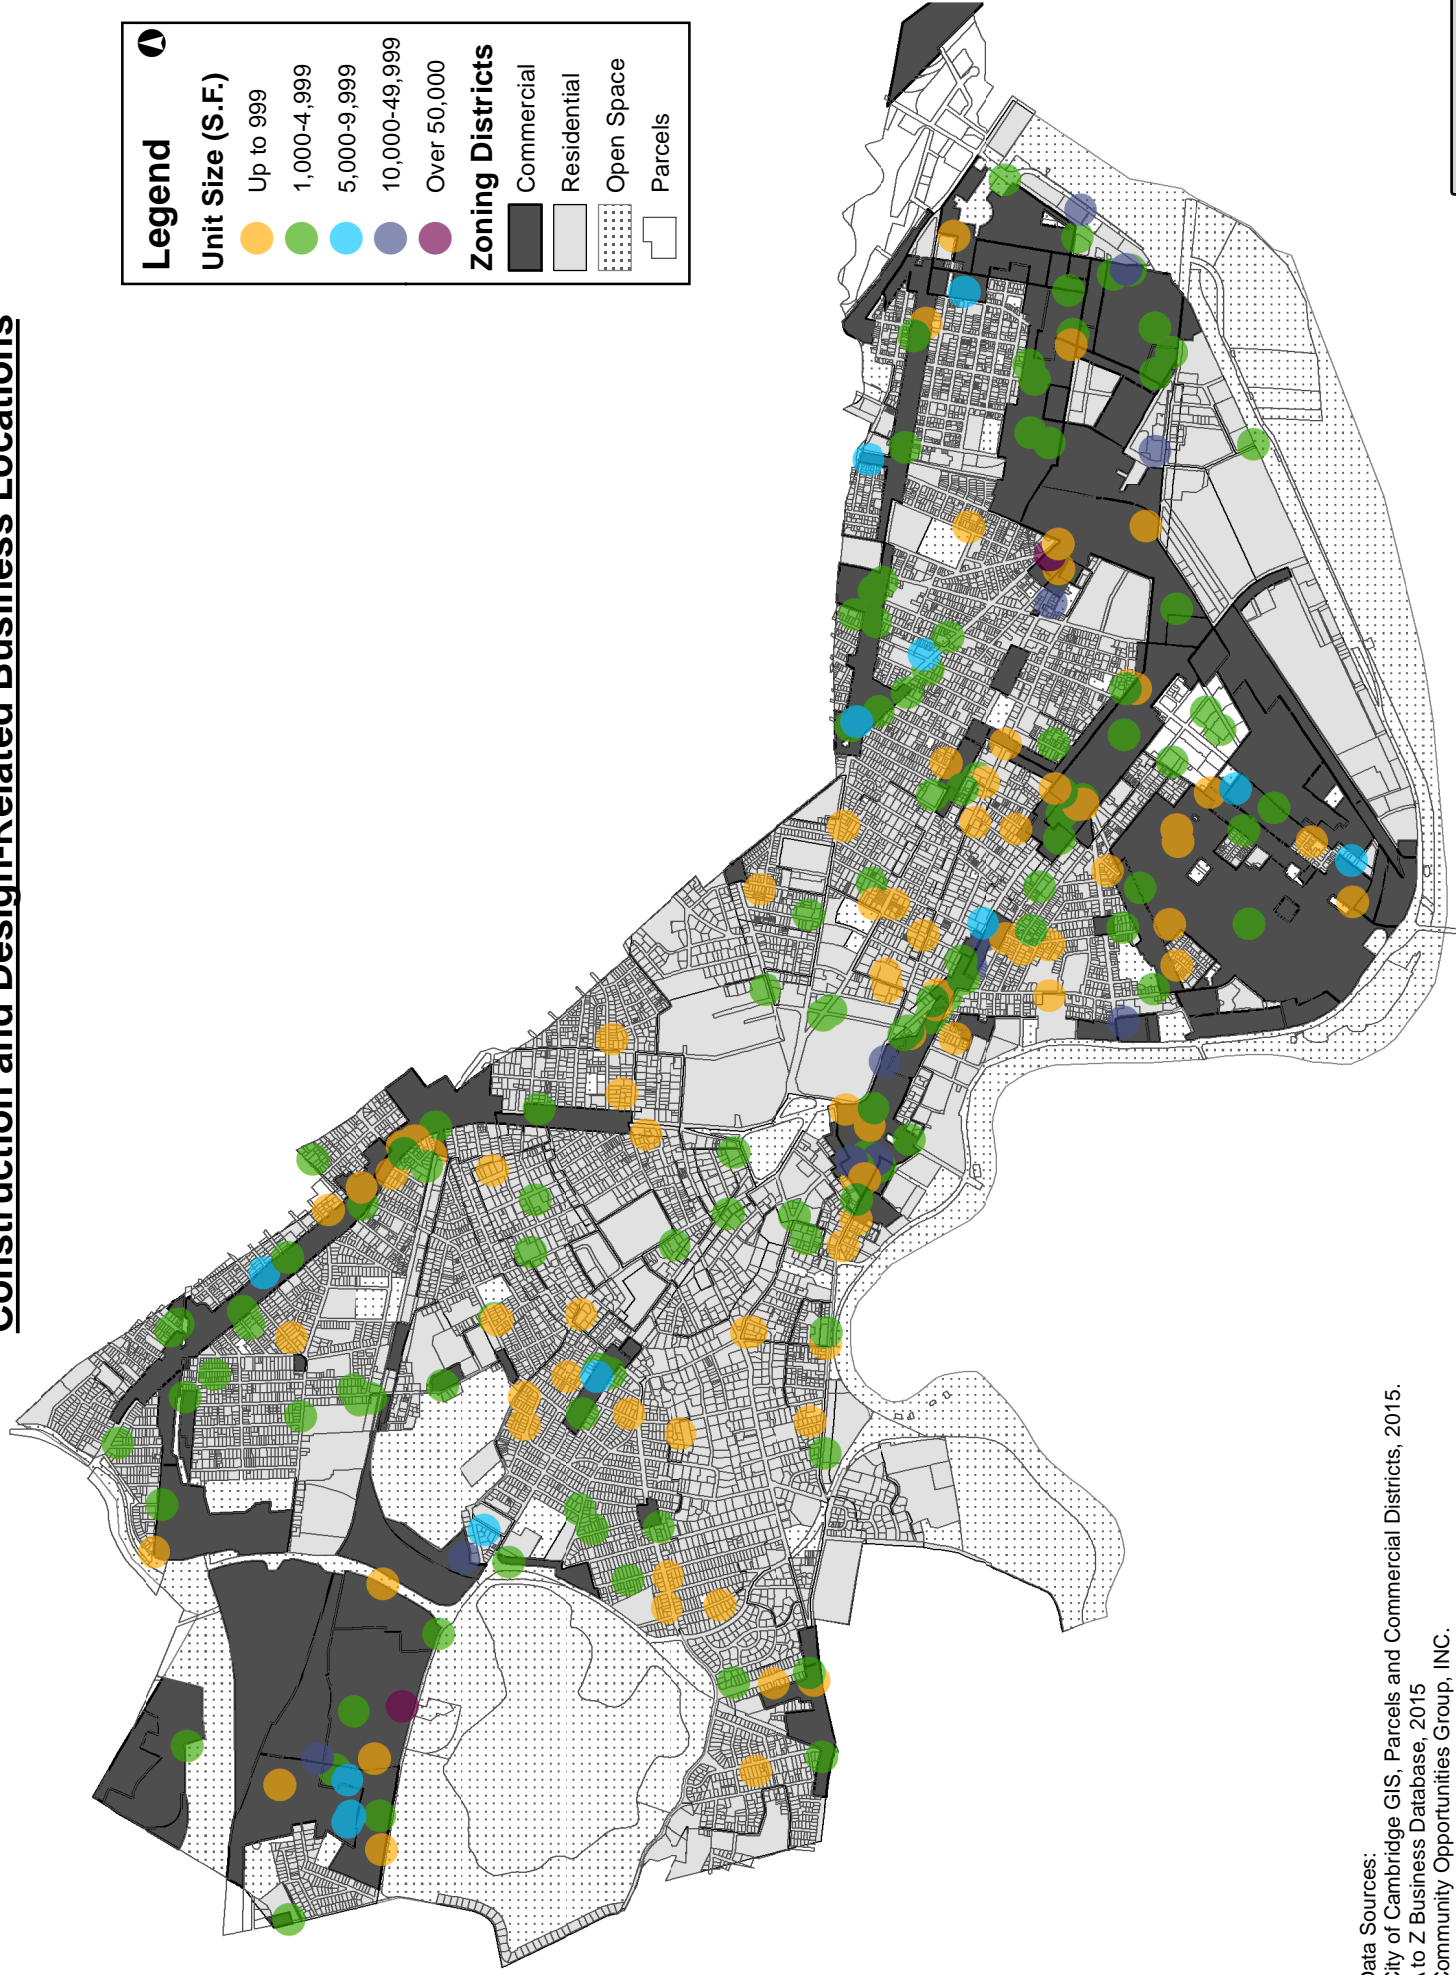 Construction and Design-Related Business Locations
Legend
Unit Size (S.F.)
Up to 999
1,000-4,999
5,000-9,999
10,000-49,999
Over 50,000
Zoning Districts
Commercial
Residential
Open Space
Parcels
Data Sources:
City of Cambridge GIS, Parcels and Commercial Districts, 2015.
A to Z Business Database, 2015
Community Opportunities Group, INC.